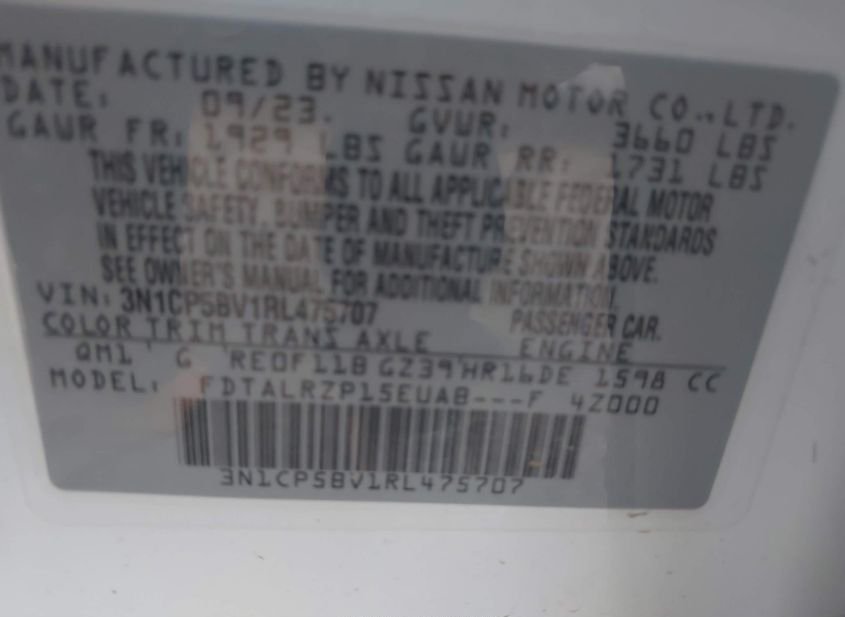 MANUFACTURED BY NISSAN MOTOR CO.,LTD.
DATE: 09/23. GVWR: 3660 LBS
GAWR FR: 1929 LBS GAWR RR: 1731 LBS
THIS VEHICLE CONFORMS TO ALL APPLICABLE FEDERAL MOTOR
VEHICLE SAFETY, BUMPER AND THEFT PREVENTION STANDARDS
IN EFFECT ON THE DATE OF MANUFACTURE SHOWN ABOVE.
SEE OWNER'S MANUAL FOR ADDITIONAL INFORMATION.
VIN: 3N1CP5BV1RL475707 PASSENGER CAR.
COLOR TRIM TRANS AXLE ENGINE
QM1 G RE0F11B GZ39 HR16DE 1598 CC
MODEL: FDTALRZP15EUAB---F 4Z000
3N1CP5BV1RL475707